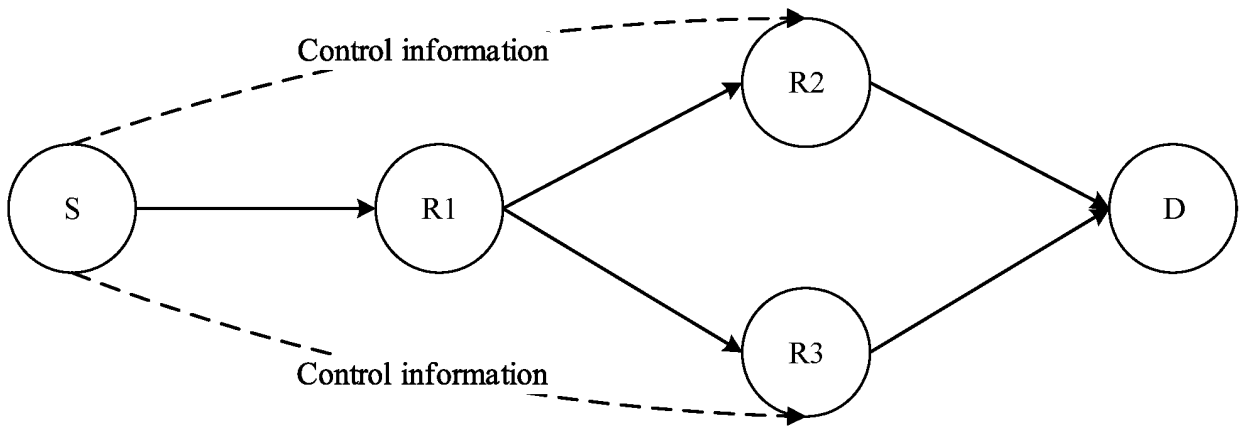 Control information
R2
S
R1
D
R3
Control information